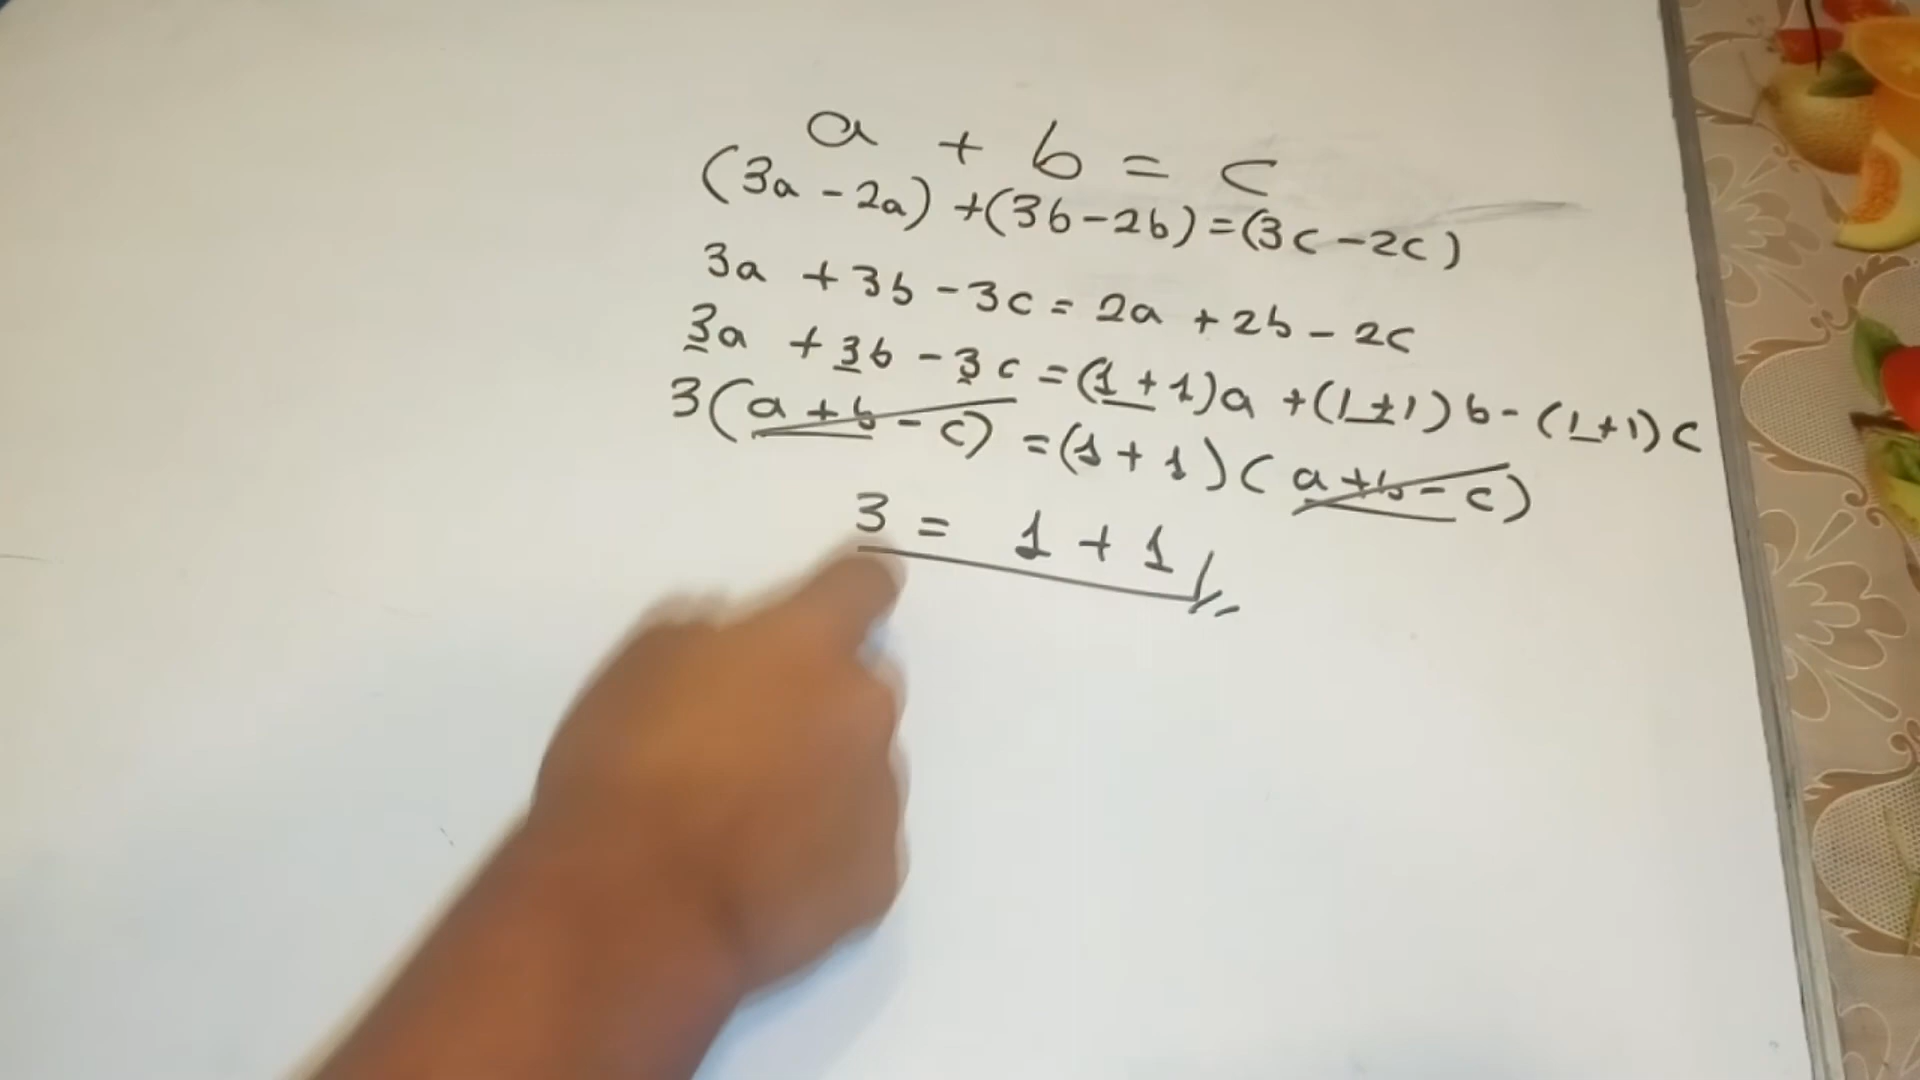 a + b = c
(3a - 2a) + (3b - 2b) = (3c - 2c)
3a + 3b - 3c = 2a + 2b - 2c
3a + 3b - 3c = (1 + 1)a + (1 + 1)b - (1 + 1)c
3(a + b - c) = (1 + 1)(a + b - c)
3 = 1 + 1